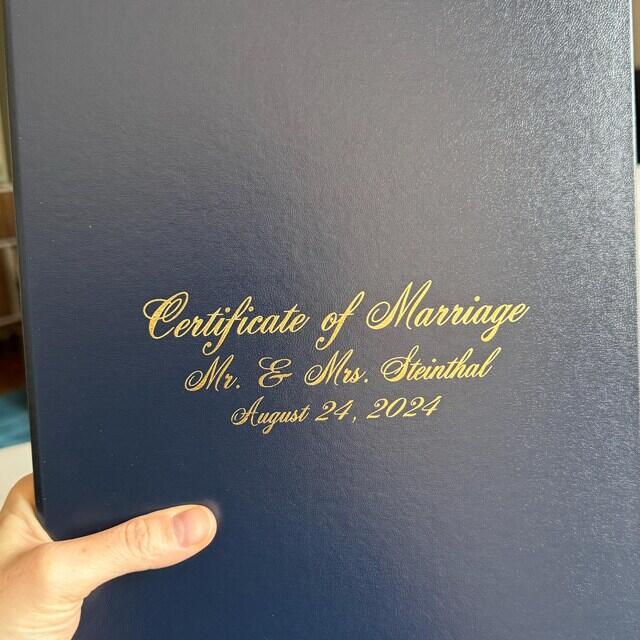 Certificate of Marriage
Mr. & Mrs. Steinthal
August 24, 2024